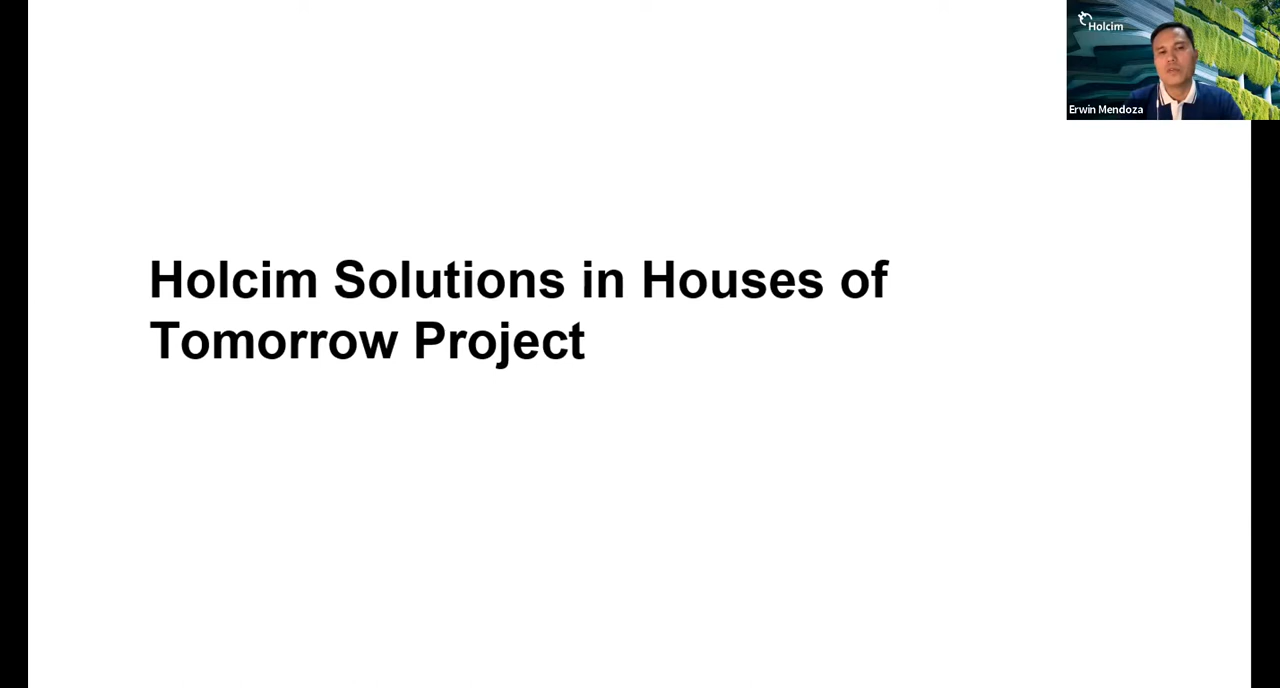 Holcim
Erwin Mendoza
Holcim Solutions in Houses of
Tomorrow Project